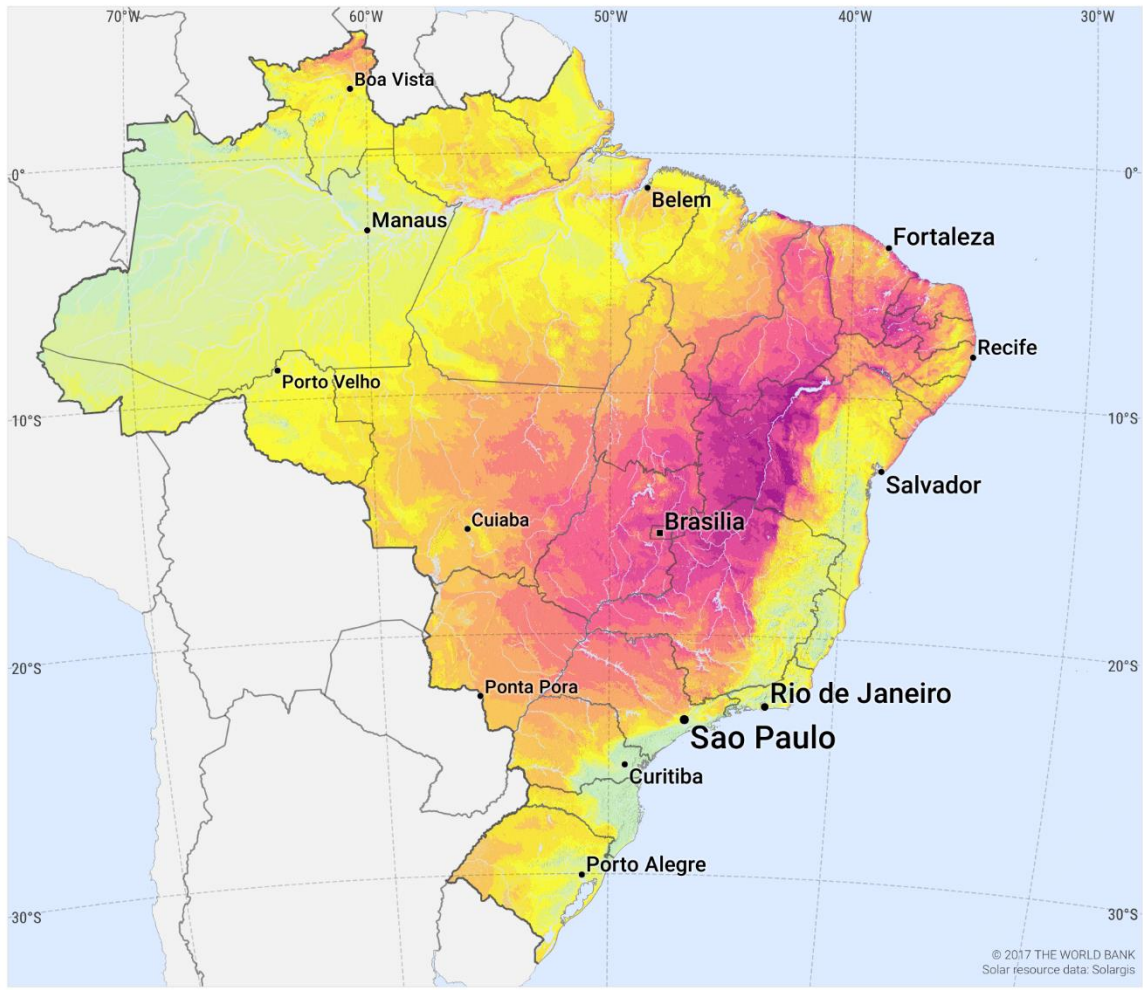 70°W 60°W 50°W 40°W 30°W
Boa Vista
0° 0°
Belem
Manaus
Fortaleza
Recife
Porto Velho
10°S 10°S
Salvador
Cuiaba
Brasilia
20°S 20°S
Ponta Pora
Rio de Janeiro
Sao Paulo
Curitiba
Porto Alegre
30°S 30°S
© 2017 THE WORLD BANK
Solar resource data: Solargis